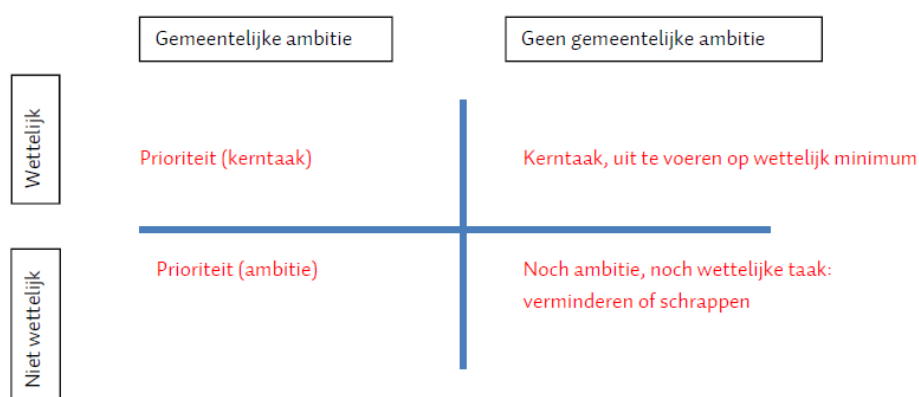 Gemeentelijke ambitie
Geen gemeentelijke ambitie
Wettelijk
Prioriteit (kerntaak)
Kerntaak, uit te voeren op wettelijk minimum
Niet wettelijk
Prioriteit (ambitie)
Noch ambitie, noch wettelijke taak:
verminderen of schrappen